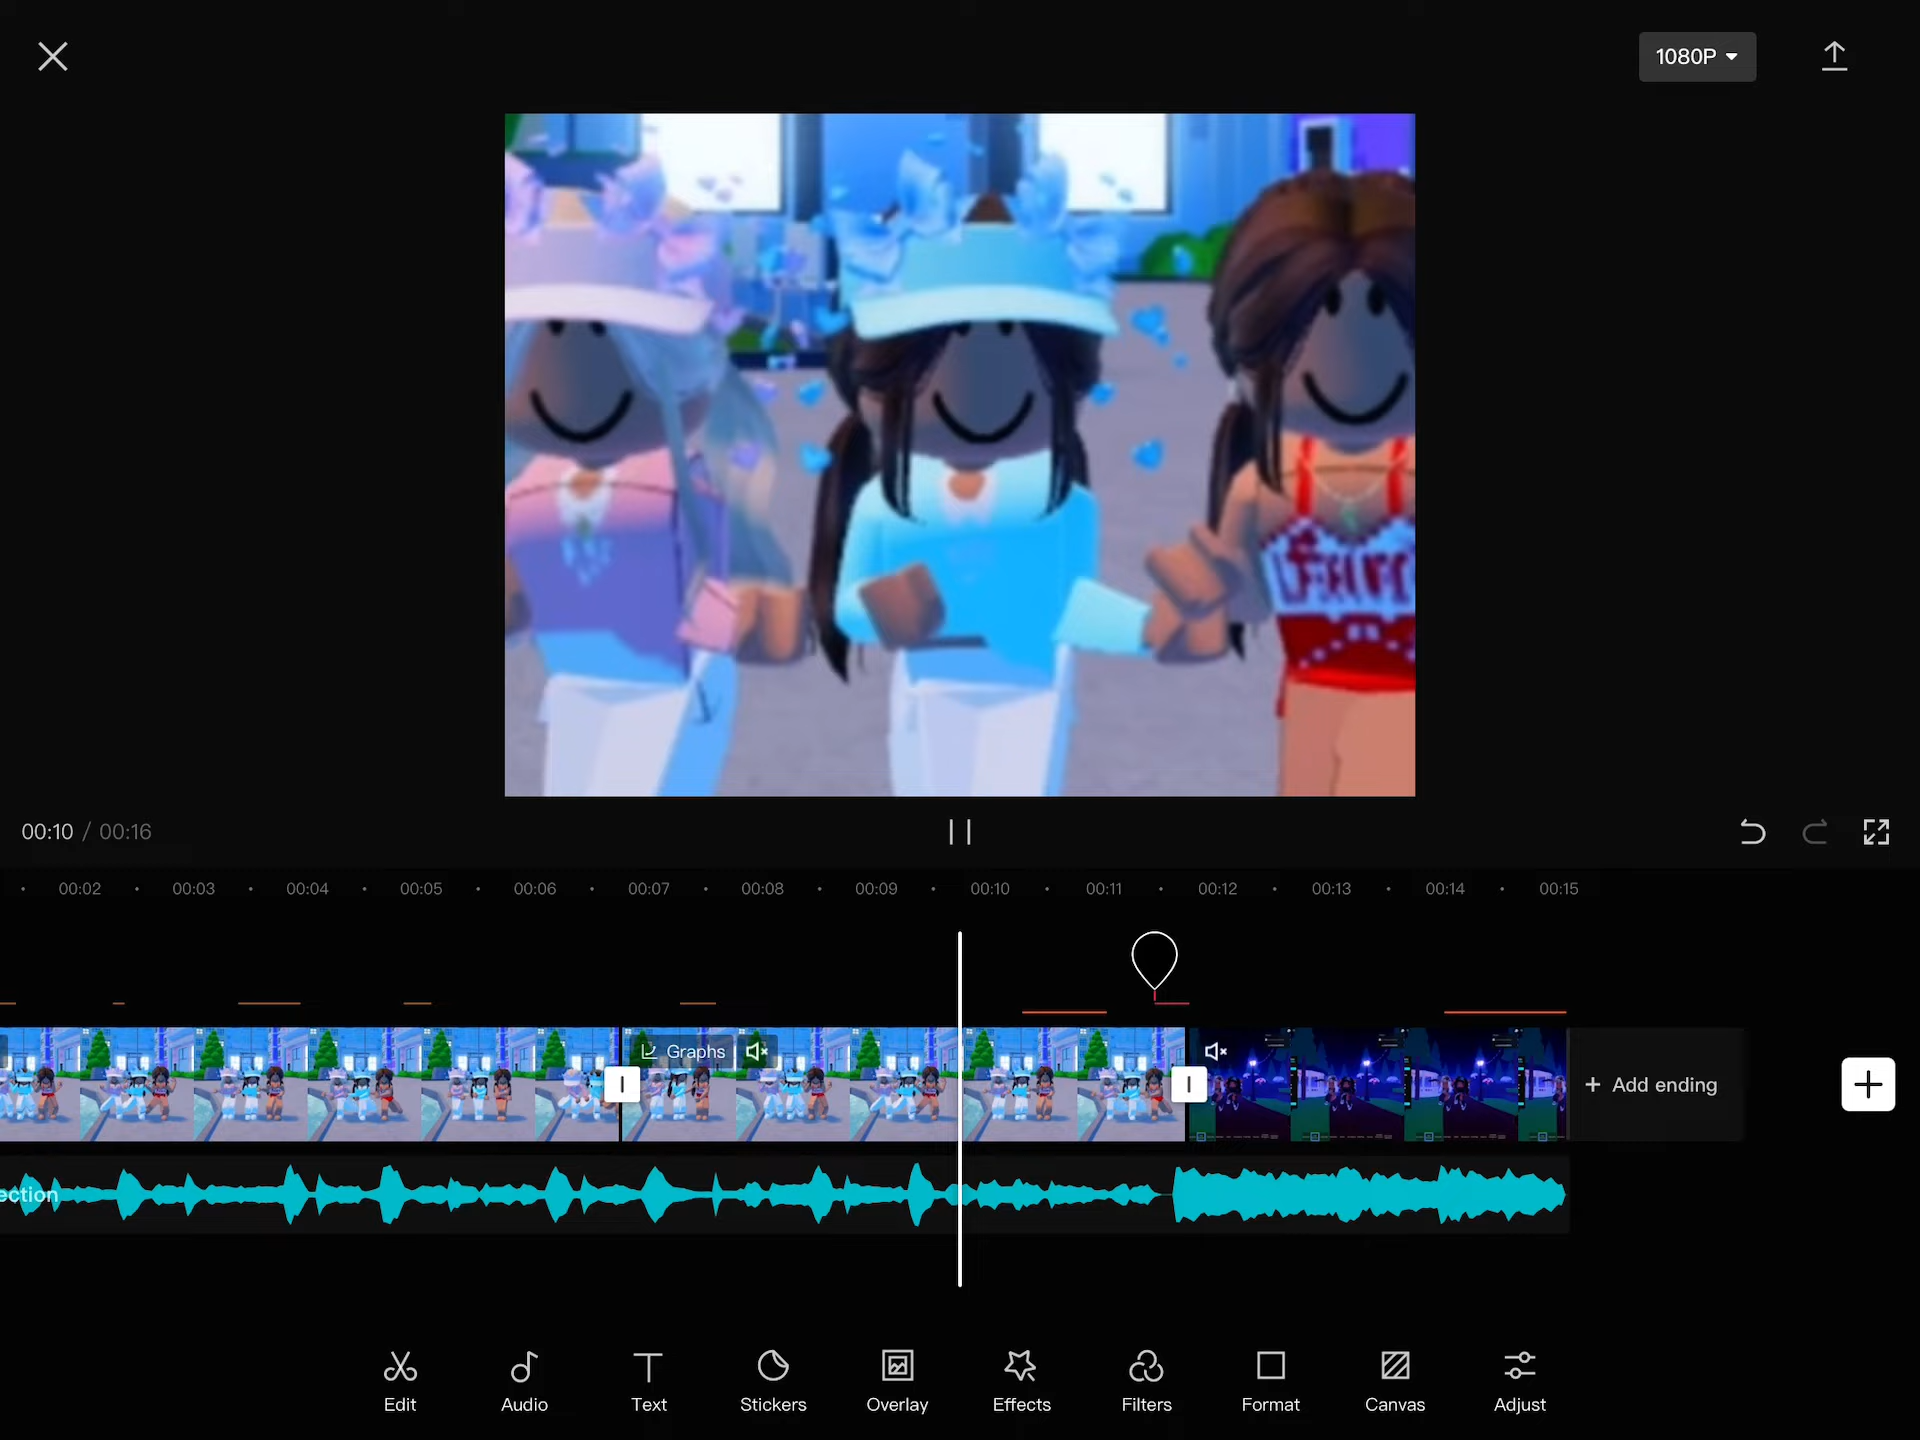 1080P
00:10 / 00:16
00:02 00:03 00:04 00:05 00:06 00:07 00:08 00:09 00:10 00:11 00:12 00:13 00:14 00:15
Graphs
+ Add ending
ection
Edit Audio Text Stickers Overlay Effects Filters Format Canvas Adjust